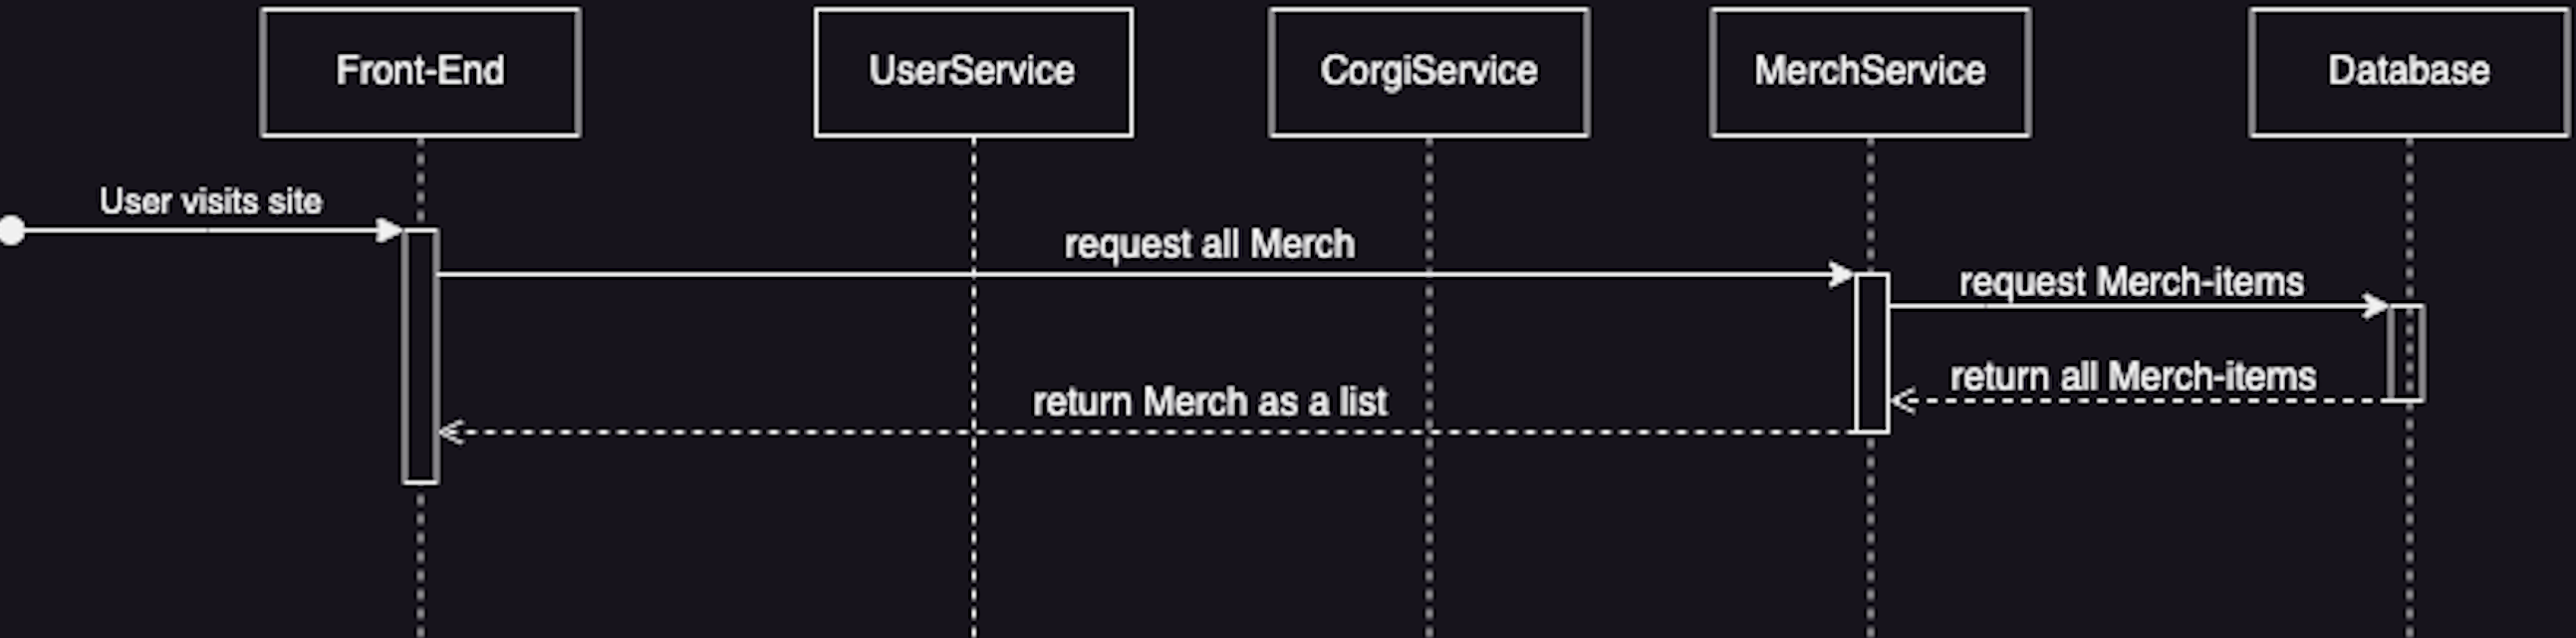 Front-End
UserService
CorgiService
MerchService
Database
User visits site
request all Merch
request Merch-items
return all Merch-items
return Merch as a list